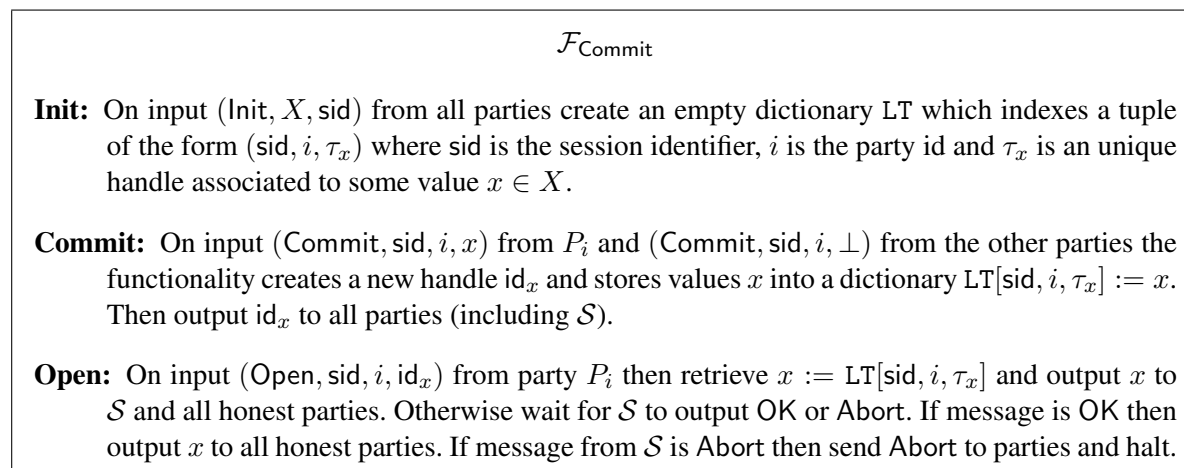 𝓕_Commit
Init: On input (Init, X, sid) from all parties create an empty dictionary LT which indexes a tuple
of the form (sid, i, τ_x) where sid is the session identifier, i is the party id and τ_x is an unique
handle associated to some value x ∈ X.
Commit: On input (Commit, sid, i, x) from P_i and (Commit, sid, i, ⊥) from the other parties the
functionality creates a new handle id_x and stores values x into a dictionary LT[sid, i, τ_x] := x.
Then output id_x to all parties (including 𝒮).
Open: On input (Open, sid, i, id_x) from party P_i then retrieve x := LT[sid, i, τ_x] and output x to
𝒮 and all honest parties. Otherwise wait for 𝒮 to output OK or Abort. If message is OK then
output x to all honest parties. If message from 𝒮 is Abort then send Abort to parties and halt.